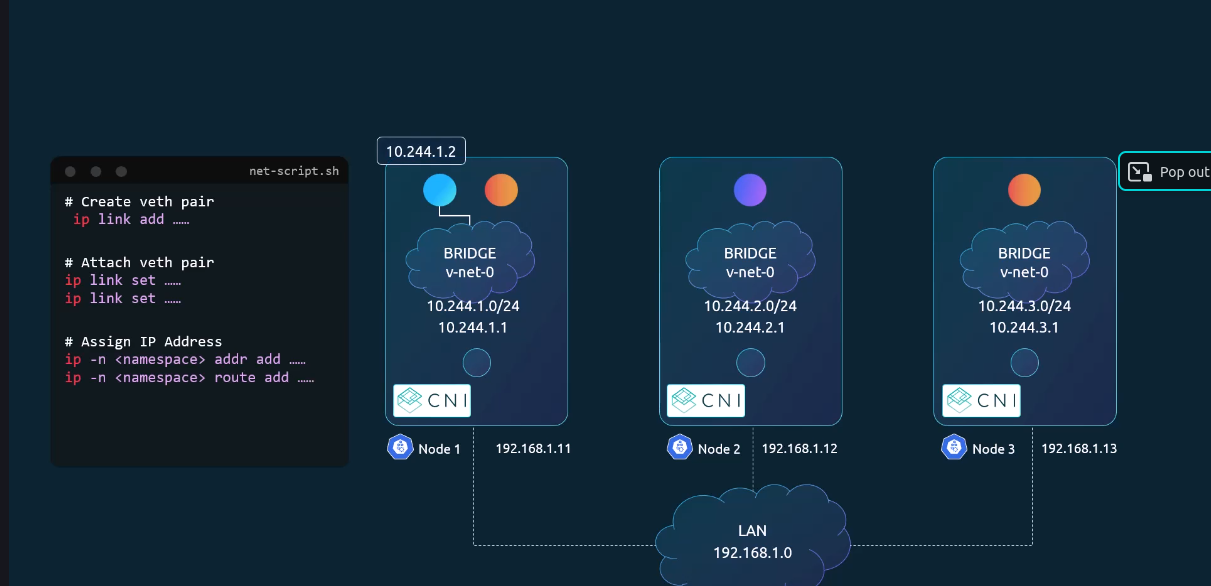 10.244.1.2
net-script.sh
# Create veth pair
ip link add ……
# Attach veth pair
ip link set ……
ip link set ……
# Assign IP Address
ip -n <namespace> addr add ……
ip -n <namespace> route add ……
BRIDGE
v-net-0
10.244.1.0/24
10.244.1.1
CNI
Node 1
192.168.1.11
BRIDGE
v-net-0
10.244.2.0/24
10.244.2.1
CNI
Node 2
192.168.1.12
BRIDGE
v-net-0
10.244.3.0/24
10.244.3.1
CNI
Node 3
192.168.1.13
Pop out
LAN
192.168.1.0